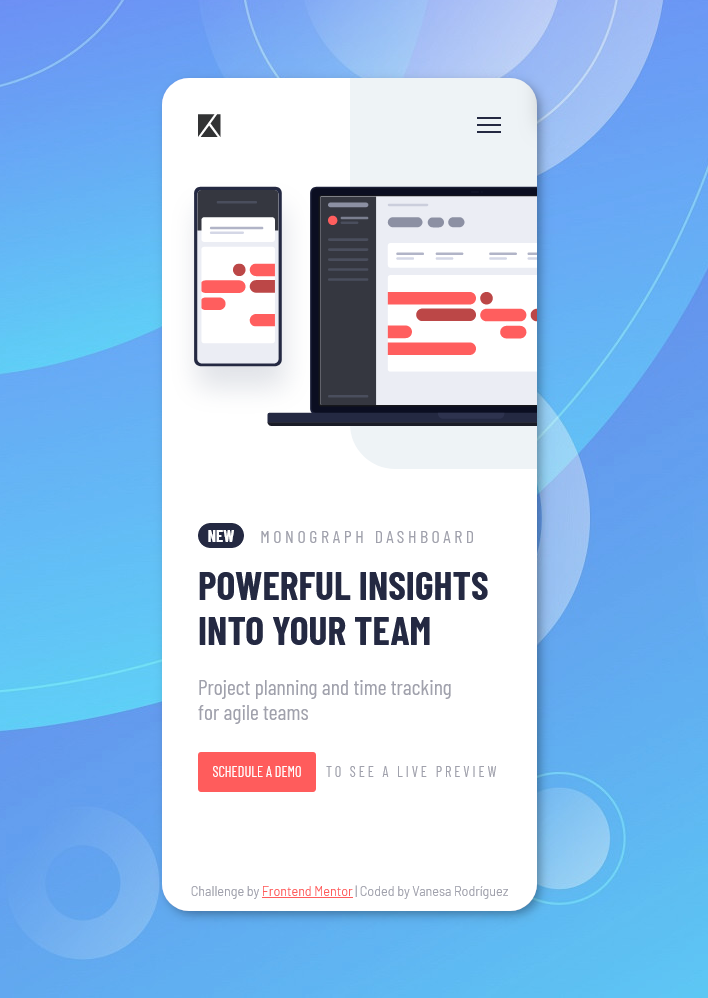 NEW MONOGRAPH DASHBOARD
POWERFUL INSIGHTS
INTO YOUR TEAM
Project planning and time tracking
for agile teams
SCHEDULE A DEMO TO SEE A LIVE PREVIEW
Challenge by Frontend Mentor | Coded by Vanesa Rodríguez